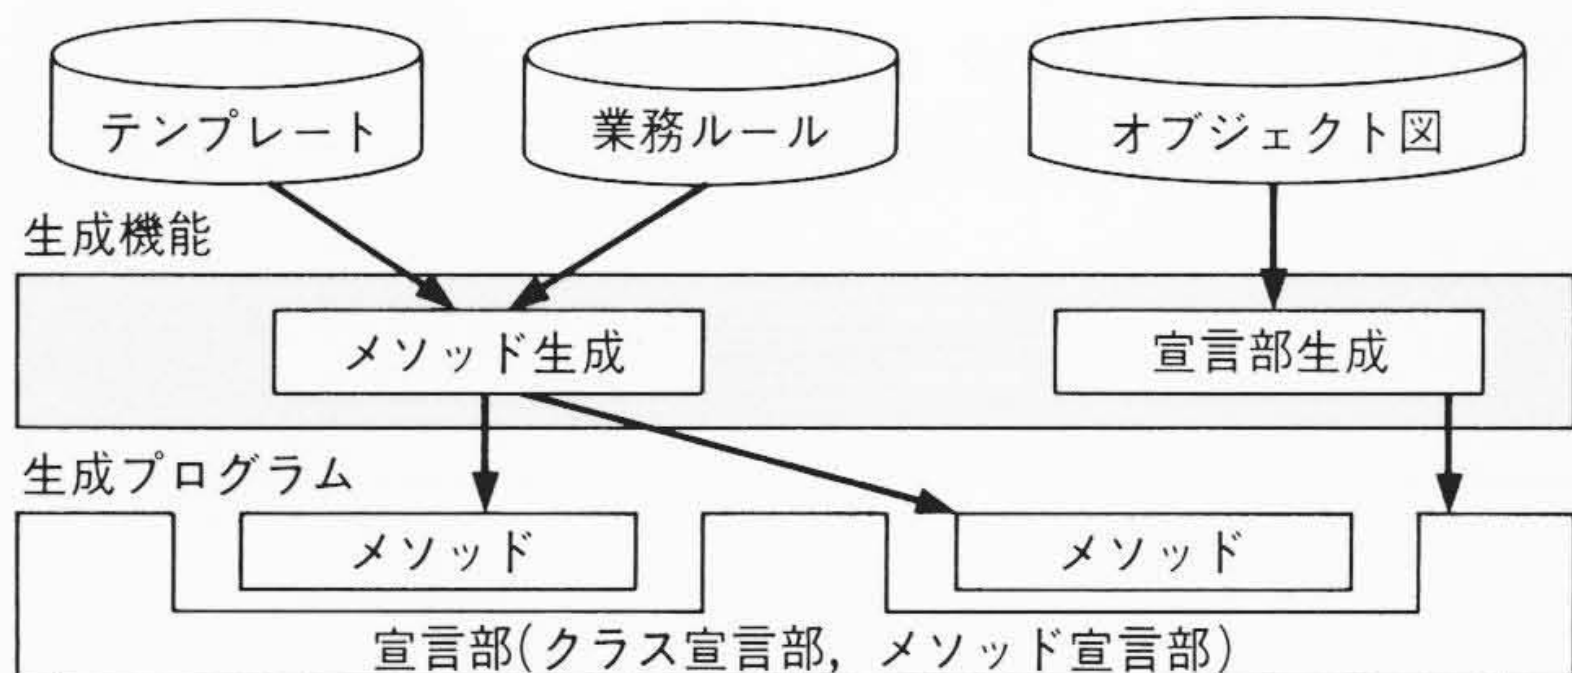 テンプレート
業務ルール
オブジェクト図
生成機能
メソッド生成
宣言部生成
生成プログラム
メソッド
メソッド
宣言部(クラス宣言部, メソッド宣言部)